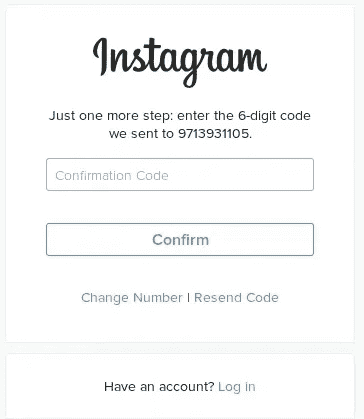 Instagram
Just one more step: enter the 6-digit code
we sent to 9713931105.
Confirmation Code
Confirm
Change Number | Resend Code
Have an account? Log in